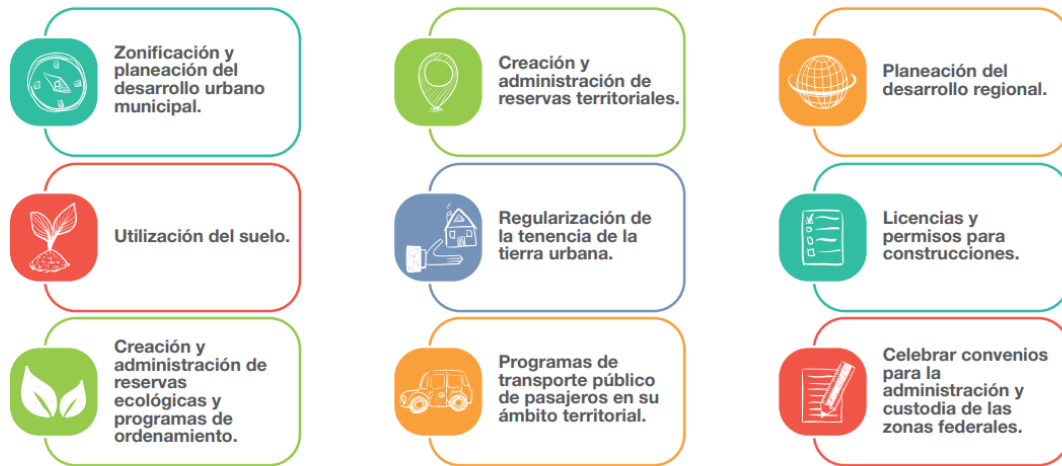 Zonificación y
planeación del
desarrollo urbano
municipal.
Creación y
administración de
reservas territoriales.
Planeación del
desarrollo regional.
Utilización del suelo.
Regularización de
la tenencia de la
tierra urbana.
Licencias y
permisos para
construcciones.
Creación y
administración de
reservas
ecológicas y
programas de
ordenamiento.
Programas de
transporte público
de pasajeros en su
ámbito territorial.
Celebrar convenios
para la
administración y
custodia de las
zonas federales.